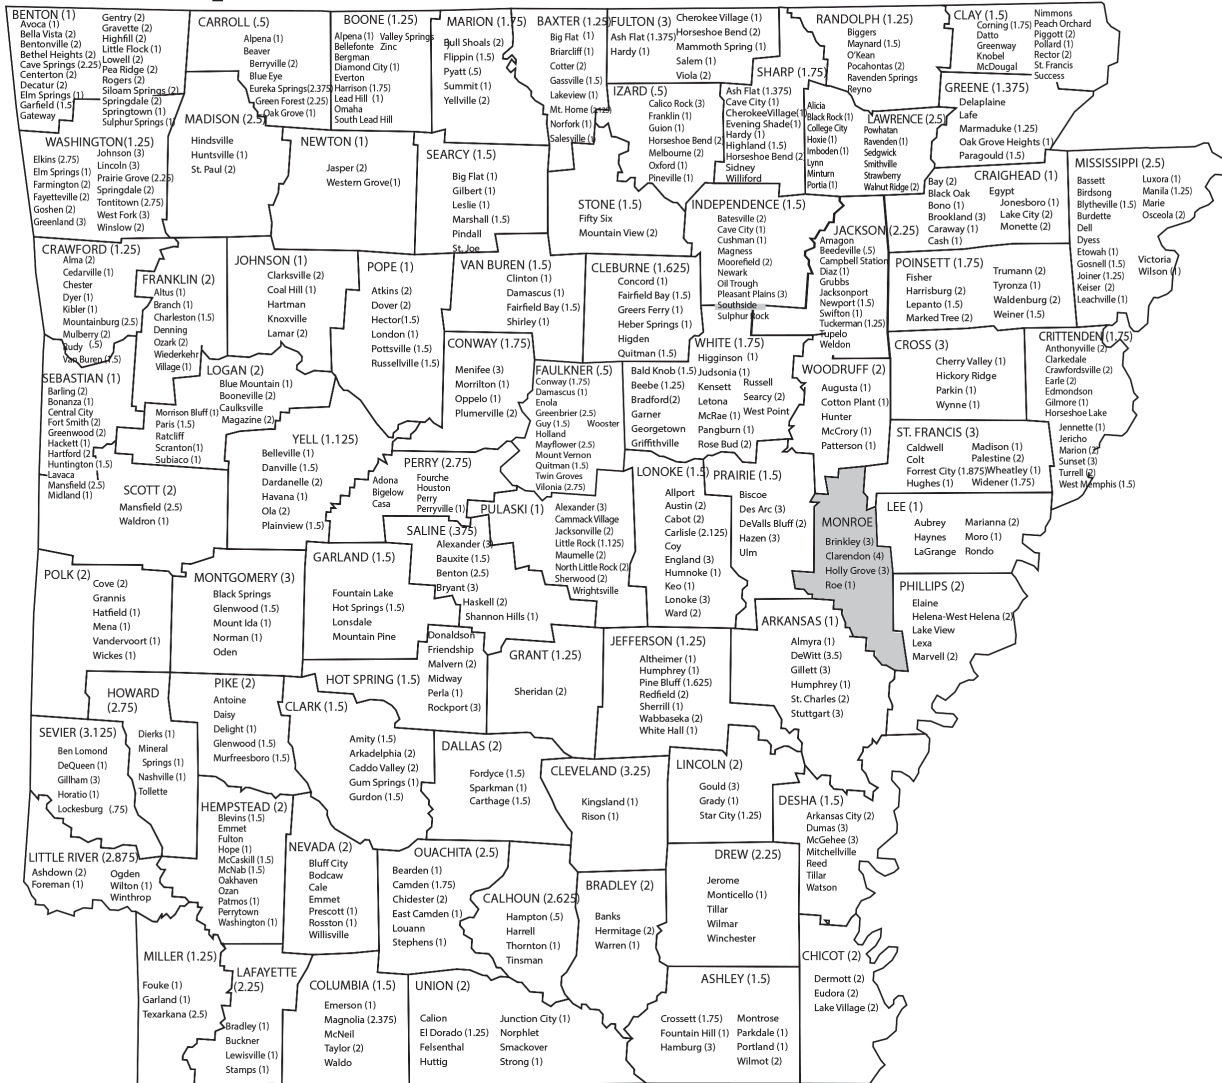 BENTON (1)
Avoca (1)
Bella Vista (2)
Bentonville (2)
Bethel Heights (2)
Cave Springs (2.25)
Centerton (2)
Decatur (2)
Elm Springs (1)
Garfield (1.5)
Gateway
Gentry (2)
Gravette (2)
Highfill (2)
Little Flock (1)
Lowell (2)
Pea Ridge (2)
Rogers (2)
Siloam Springs (2)
Springdale (2)
Springtown (1)
Sulphur Springs (1)
CARROLL (.5)
Alpena (1)
Beaver
Berryville (2)
Blue Eye
Eureka Springs(2.375)
Green Forest (2.25)
Oak Grove (1)
BOONE (1.25)
Alpena (1)
Bellefonte
Bergman
Diamond City (1)
Everton
Harrison (1.75)
Lead Hill (1)
Omaha
South Lead Hill
Valley Springs
Zinc
MARION (1.75)
Bull Shoals (2)
Flippin (1.5)
Pyatt (.5)
Summit (1)
Yellville (2)
BAXTER (1.25)
Big Flat (1)
Briarcliff (1)
Cotter (2)
Gassville (1.5)
Lakeview (1)
Mt. Home (2.125)
Norfork (1)
Salesville (1)
FULTON (3)
Ash Flat (1.375)
Hardy (1)
Cherokee Village (1)
Horseshoe Bend (2)
Mammoth Spring (1)
Salem (1)
Viola (2)
SHARP (1.75)
Ash Flat (1.375)
Cave City (1)
CherokeeVillage(1)
Evening Shade(1)
Hardy (1)
Highland (1.5)
Horseshoe Bend (2)
Sidney
Williford
RANDOLPH (1.25)
Biggers
Maynard (1.5)
O'Kean
Pocahontas (2)
Ravenden Springs
Reyno
CLAY (1.5)
Corning (1.75)
Datto
Greenway
Knobel
McDougal
Nimmons
Peach Orchard
Piggott (2)
Pollard (1)
Rector (2)
St. Francis
Success
GREENE (1.375)
Delaplaine
Lafe
Marmaduke (1.25)
Oak Grove Heights (1)
Paragould (1.5)
IZARD (.5)
Calico Rock (3)
Franklin (1)
Guion (1)
Horseshoe Bend (2)
Melbourne (2)
Oxford (1)
Pineville (1)
LAWRENCE (2.5)
Alicia
Black Rock (1)
College City
Hoxie (1)
Imboden (1)
Lynn
Minturn
Portia (1)
Powhatan
Ravenden (1)
Sedgwick
Smithville
Strawberry
Walnut Ridge (2)
WASHINGTON(1.25)
Elkins (2.75)
Elm Springs (1)
Farmington (2)
Fayetteville (2)
Goshen (2)
Greenland (3)
Johnson (3)
Lincoln (3)
Prairie Grove (2.25)
Springdale (2)
Tontitown (2.75)
West Fork (3)
Winslow (2)
MADISON (2.5)
Hindsville
Huntsville (1)
St. Paul (2)
NEWTON (1)
Jasper (2)
Western Grove(1)
SEARCY (1.5)
Big Flat (1)
Gilbert (1)
Leslie (1)
Marshall (1.5)
Pindall
St. Joe
STONE (1.5)
Fifty Six
Mountain View (2)
INDEPENDENCE (1.5)
Batesville (2)
Cave City (1)
Cushman (1)
Magness
Moorefield (2)
Newark
Oil Trough
Pleasant Plains (3)
Southside
Sulphur Rock
JACKSON (2.25)
Amagon
Beedeville (.5)
Campbell Station
Diaz (1)
Grubbs
Jacksonport
Newport (1.5)
Swifton (1)
Tuckerman (1.25)
Tupelo
Weldon
CRAIGHEAD (1)
Bay (2)
Black Oak
Bono (1)
Brookland (3)
Caraway (1)
Cash (1)
Egypt
Jonesboro (1)
Lake City (2)
Monette (2)
MISSISSIPPI (2.5)
Bassett
Birdsong
Blytheville (1.5)
Burdette
Dell
Dyess
Etowah (1)
Gosnell (1.5)
Joiner (1.25)
Keiser (2)
Leachville (1)
Luxora (1)
Manila (1.25)
Marie
Osceola (2)
Victoria
Wilson (1)
CRAWFORD (1.25)
Alma (2)
Cedarville (1)
Chester
Dyer (1)
Kibler (1)
Mountainburg (2.5)
Mulberry (2)
Rudy (.5)
Van Buren (1.5)
FRANKLIN (2)
Altus (1)
Branch (1)
Charleston (1.5)
Denning
Ozark (2)
Wiederkehr
Village (1)
JOHNSON (1)
Clarksville (2)
Coal Hill (1)
Hartman
Knoxville
Lamar (2)
POPE (1)
Atkins (2)
Dover (2)
Hector(1.5)
London (1)
Pottsville (1.5)
Russellville (1.5)
VAN BUREN (1.5)
Clinton (1)
Damascus (1)
Fairfield Bay (1.5)
Shirley (1)
CLEBURNE (1.625)
Concord (1)
Fairfield Bay (1.5)
Greers Ferry (1)
Heber Springs (1)
Higden
Quitman (1.5)
POINSETT (1.75)
Fisher
Harrisburg (2)
Lepanto (1.5)
Marked Tree (2)
Trumann (2)
Tyronza (1)
Waldenburg (2)
Weiner (1.5)
CONWAY (1.75)
Menifee (3)
Morrilton (1)
Oppelo (1)
Plumerville (2)
FAULKNER (.5)
Conway (1.75)
Damascus (1)
Enola
Greenbrier (2.5)
Guy (1.5)
Wooster
Holland
Mayflower (2.5)
Mount Vernon
Quitman (1.5)
Twin Groves
Vilonia (2.75)
WHITE (1.75)
Bald Knob (1.5)
Beebe (1.25)
Bradford(2)
Garner
Georgetown
Griffithville
Higginson (1)
Judsonia (1)
Kensett
Letona
McRae (1)
Pangburn (1)
Rose Bud (2)
Russell
Searcy (2)
West Point
WOODRUFF (2)
Augusta (1)
Cotton Plant (1)
Hunter
McCrory (1)
Patterson (1)
CROSS (3)
Cherry Valley (1)
Hickory Ridge
Parkin (1)
Wynne (1)
CRITTENDEN (1.75)
Anthonyville (2)
Clarkedale
Crawfordsville (2)
Earle (2)
Edmondson
Gilmore (1)
Horseshoe Lake
Jennette (1)
Jericho
Marion (2)
Sunset (3)
Turrell (2)
West Memphis (1.5)
SEBASTIAN (1)
Barling (2)
Bonanza (1)
Central City
Fort Smith (2)
Greenwood (2)
Hackett (1)
Hartford (2)
Huntington (1.5)
Lavaca
Mansfield (2.5)
Midland (1)
LOGAN (2)
Blue Mountain (1)
Booneville (2)
Caulksville
Magazine (2)
Morrison Bluff (1)
Paris (1.5)
Ratcliff
Scranton(1)
Subiaco (1)
SCOTT (2)
Mansfield (2.5)
Waldron (1)
YELL (1.125)
Belleville (1)
Danville (1.5)
Dardanelle (2)
Havana (1)
Ola (2)
Plainview (1.5)
PERRY (2.75)
Adona
Bigelow
Casa
Fourche
Houston
Perry
Perryville (1)
PULASKI (1)
Alexander (3)
Cammack Village
Jacksonville (2)
Little Rock (1.125)
Maumelle (2)
North Little Rock (2)
Sherwood (2)
Wrightsville
LONOKE (1.5)
Allport
Austin (2)
Cabot (2)
Carlisle (2.125)
Coy
England (3)
Humnoke (1)
Keo (1)
Lonoke (3)
Ward (2)
PRAIRIE (1.5)
Biscoe
Des Arc (3)
DeValls Bluff (2)
Hazen (3)
Ulm
ST. FRANCIS (3)
Caldwell
Colt
Forrest City (1.875)
Hughes (1)
Madison (1)
Palestine (2)
Wheatley (1)
Widener (1.75)
MONROE
Brinkley (3)
Clarendon (4)
Holly Grove (3)
Roe (1)
LEE (1)
Aubrey
Haynes
LaGrange
Marianna (2)
Moro (1)
Rondo
PHILLIPS (2)
Elaine
Helena-West Helena (2)
Lake View
Lexa
Marvell (2)
POLK (2)
Cove (2)
Grannis
Hatfield (1)
Mena (1)
Vandervoort (1)
Wickes (1)
MONTGOMERY (3)
Black Springs
Glenwood (1.5)
Mount Ida (1)
Norman (1)
Oden
GARLAND (1.5)
Fountain Lake
Hot Springs (1.5)
Lonsdale
Mountain Pine
SALINE (.375)
Alexander (3)
Bauxite (1.5)
Benton (2.5)
Bryant (3)
Haskell (2)
Shannon Hills (1)
HOT SPRING (1.5)
Donaldson
Friendship
Malvern (2)
Midway
Perla (1)
Rockport (3)
GRANT (1.25)
Sheridan (2)
JEFFERSON (1.25)
Altheimer (1)
Humphrey (1)
Pine Bluff (1.625)
Redfield (2)
Sherrill (1)
Wabbaseka (2)
White Hall (1)
ARKANSAS (1)
Almyra (1)
DeWitt (3.5)
Gillett (3)
Humphrey (1)
St. Charles (2)
Stuttgart (3)
HOWARD
(2.75)
Dierks (1)
Mineral
Springs (1)
Nashville (1)
Tollette
PIKE (2)
Antoine
Daisy
Delight (1)
Glenwood (1.5)
Murfreesboro (1.5)
CLARK (1.5)
Amity (1.5)
Arkadelphia (2)
Caddo Valley (2)
Gum Springs (1)
Gurdon (1.5)
SEVIER (3.125)
Ben Lomond
DeQueen (1)
Gillham (3)
Horatio (1)
Lockesburg (.75)
DALLAS (2)
Fordyce (1.5)
Sparkman (1)
Carthage (1.5)
CLEVELAND (3.25)
Kingsland (1)
Rison (1)
LINCOLN (2)
Gould (3)
Grady (1)
Star City (1.25)
DESHA (1.5)
Arkansas City (2)
Dumas (3)
McGehee (3)
Mitchellville
Reed
Tillar
Watson
LITTLE RIVER (2.875)
Ashdown (2)
Foreman (1)
Ogden
Wilton (1)
Winthrop
HEMPSTEAD (2)
Blevins (1.5)
Emmet
Fulton
Hope (1)
McCaskill (1.5)
McNab (1.5)
Oakhaven
Ozan
Patmos (1)
Perrytown
Washington (1)
NEVADA (2)
Bluff City
Bodcaw
Cale
Emmet
Prescott (1)
Rosston (1)
Willisville
OUACHITA (2.5)
Bearden (1)
Camden (1.75)
Chidester (2)
East Camden (1)
Louann
Stephens (1)
CALHOUN (2.625)
Hampton (.5)
Harrell
Thornton (1)
Tinsman
BRADLEY (2)
Banks
Hermitage (2)
Warren (1)
DREW (2.25)
Jerome
Monticello (1)
Tillar
Wilmar
Winchester
CHICOT (2)
Dermott (2)
Eudora (2)
Lake Village (2)
MILLER (1.25)
Fouke (1)
Garland (1)
Texarkana (2.5)
LAFAYETTE
(2.25)
Bradley (1)
Buckner
Lewisville (1)
Stamps (1)
COLUMBIA (1.5)
Emerson (1)
Magnolia (2.375)
McNeil
Taylor (2)
Waldo
UNION (2)
Calion
El Dorado (1.25)
Felsenthal
Huttig
Junction City (1)
Norphlet
Smackover
Strong (1)
ASHLEY (1.5)
Crossett (1.75)
Fountain Hill (1)
Hamburg (3)
Montrose
Parkdale (1)
Portland (1)
Wilmot (2)